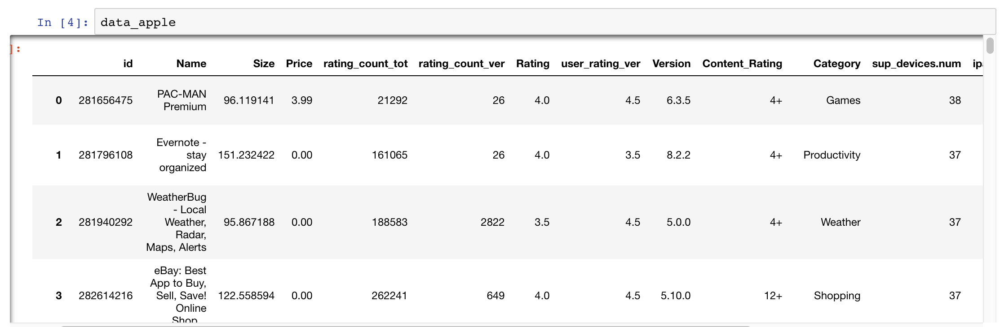 In [4]: data_apple
]:
id Name Size Price rating_count_tot rating_count_ver Rating user_rating_ver Version Content_Rating Category sup_devices.num
PAC-MAN
0 281656475 Premium 96.119141 3.99 21292 26 4.0 4.5 6.3.5 4+ Games 38
Evernote -
1 281796108 stay 151.232422 0.00 161065 26 4.0 3.5 8.2.2 4+ Productivity 37
organized
WeatherBug
- Local
2 281940292 Weather, 95.867188 0.00 188583 2822 3.5 4.5 5.0.0 4+ Weather 37
Radar,
Maps, Alerts
eBay: Best
App to Buy,
3 282614216 Sell, Save! 122.558594 0.00 262241 649 4.0 4.5 5.10.0 12+ Shopping 37
Online
Shop